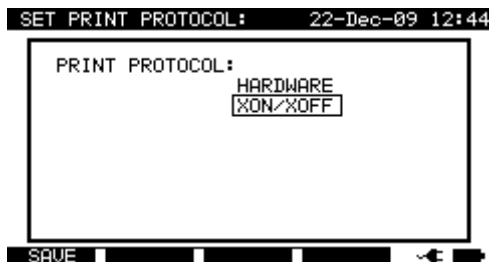 SET PRINT PROTOCOL: 22-Dec-09 12:44
PRINT PROTOCOL:
HARDWARE
XON/XOFF
SAVE